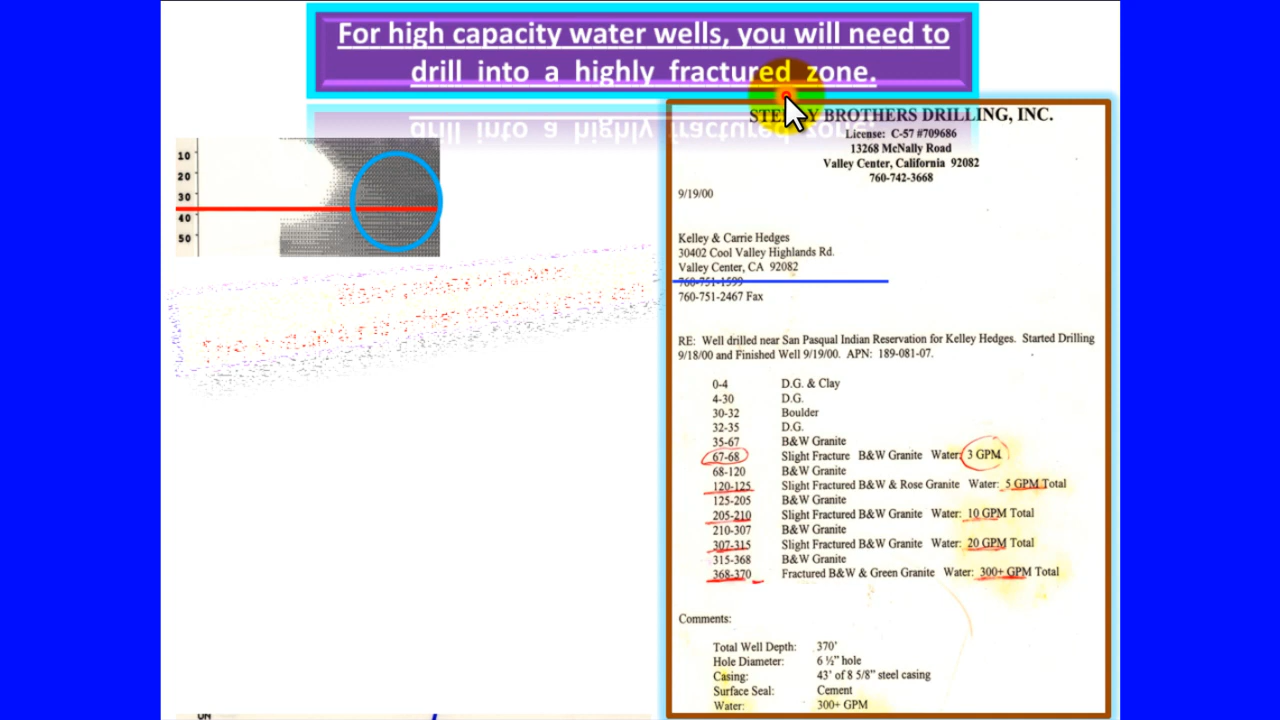 For high capacity water wells, you will need to
drill into a highly fractured zone.
10
20
30
40
50
BROTHERS DRILLING, INC.
License: C-57 #709686
13268 McNally Road
Valley Center, California 92082
760-742-3668
9/19/00
Kelley & Carrie Hedges
30402 Cool Valley Highlands Rd.
Valley Center, CA 92082
760-751-1599
760-751-2467 Fax
RE: Well drilled near San Pasqual Indian Reservation for Kelley Hedges. Started Drilling
9/18/00 and Finished Well 9/19/00. APN: 189-081-07.
0-4 D.G. & Clay
4-30 D.G.
30-32 Boulder
32-35 D.G.
35-67 B&W Granite
67-68 Slight Fracture B&W Granite Water: 3 GPM
68-120 B&W Granite
120-125 Slight Fractured B&W & Rose Granite Water: 5 GPM Total
125-205 B&W Granite
205-210 Slight Fractured B&W Granite Water: 10 GPM Total
210-307 B&W Granite
307-315 Slight Fractured B&W Granite Water: 20 GPM Total
315-368 B&W Granite
368-370 Fractured B&W & Green Granite Water: 300+ GPM Total
Comments:
Total Well Depth: 370'
Hole Diameter: 6 ½" hole
Casing: 43' of 8 5/8" steel casing
Surface Seal: Cement
Water: 300+ GPM